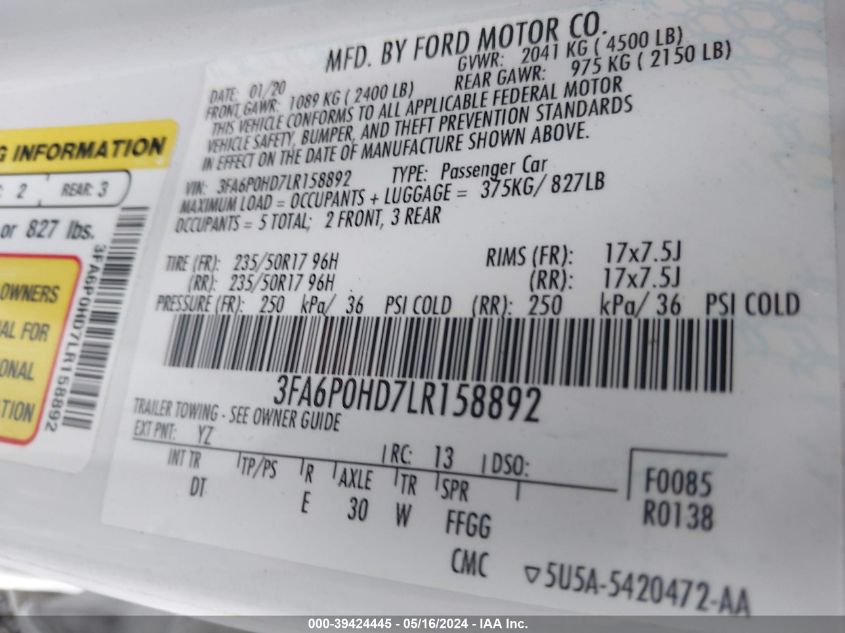 MFD. BY FORD MOTOR CO.
DATE: 01/20 GVWR: 2041 KG ( 4500 LB)
FRONT GAWR: 1089 KG ( 2400 LB) REAR GAWR: 975 KG ( 2150 LB)
THIS VEHICLE CONFORMS TO ALL APPLICABLE FEDERAL MOTOR
VEHICLE SAFETY, BUMPER, AND THEFT PREVENTION STANDARDS
IN EFFECT ON THE DATE OF MANUFACTURE SHOWN ABOVE.
VIN: 3FA6P0HD7LR158892 TYPE: Passenger Car
MAXIMUM LOAD = OCCUPANTS + LUGGAGE = 375KG/ 827LB
OCCUPANTS = 5 TOTAL; 2 FRONT, 3 REAR
TIRE (FR): 235/50R17 96H RIMS (FR): 17x7.5J
(RR): 235/50R17 96H (RR): 17x7.5J
PRESSURE (FR): 250 kPa/ 36 PSI COLD (RR): 250 kPa/ 36 PSI COLD
3FA6P0HD7LR158892
TRAILER TOWING - SEE OWNER GUIDE
EXT PNT: YZ RC: 13 DSO:
INT TR TP/PS R AXLE TR SPR F0085
DT E 30 W FFGG R0138
CMC 5U5A-5420472-AA
INFORMATION
2 REAR: 3
or 827 lbs.
OWNERS
FOR
3FA6P0HD7LR158892
000-39424445 - 05/16/2024 - IAA Inc.